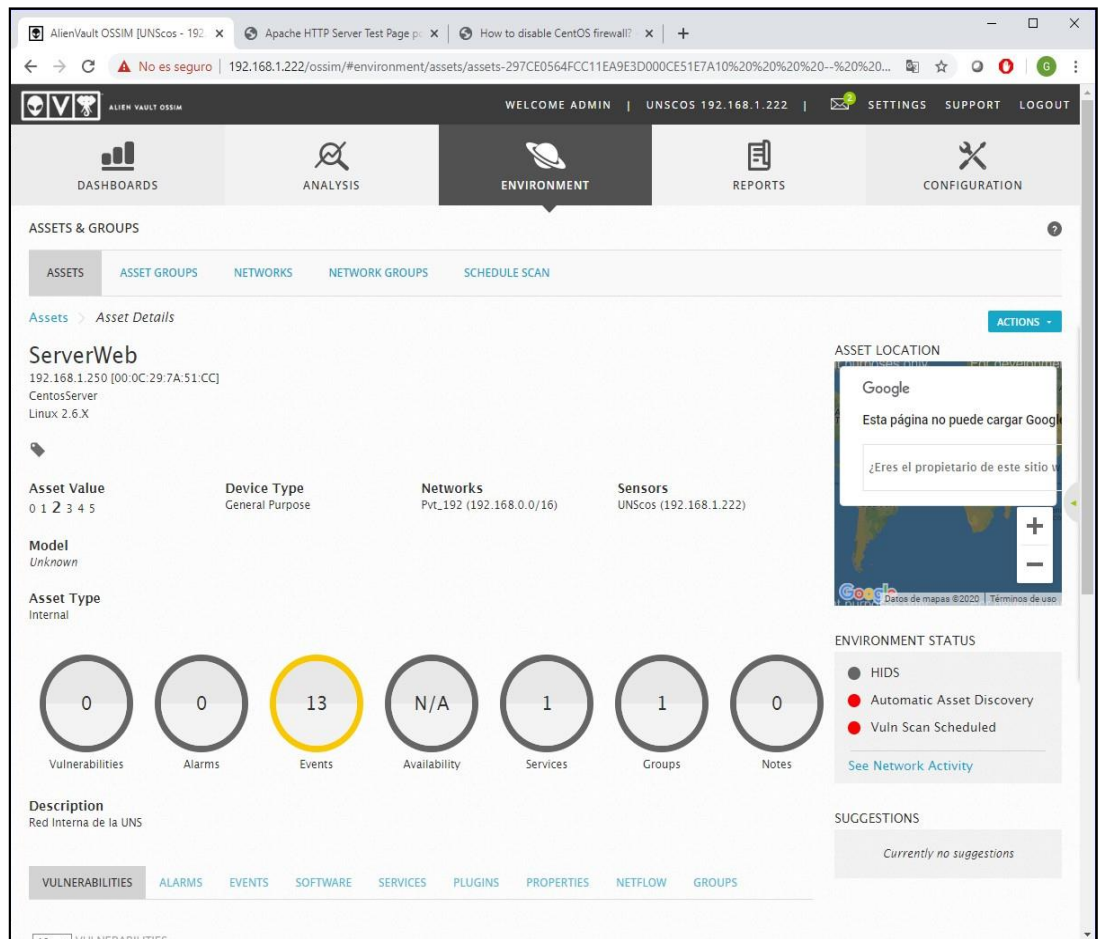 AlienVault OSSIM [UNScos - 192.
Apache HTTP Server Test Page po
How to disable CentOS firewall?
No es seguro | 192.168.1.222/ossim/#environment/assets/assets-297CE0564FCC11EA9E3D000CE51E7A10%20%20%20%20--%20%20...
G
AV
ALIEN VAULT OSSIM
WELCOME ADMIN | UNSCOS 192.168.1.222 | 2 SETTINGS SUPPORT LOGOUT
DASHBOARDS ANALYSIS ENVIRONMENT REPORTS CONFIGURATION
ASSETS & GROUPS
?
ASSETS ASSET GROUPS NETWORKS NETWORK GROUPS SCHEDULE SCAN
Assets > Asset Details
ACTIONS
ServerWeb
192.168.1.250 [00:0C:29:7A:51:CC]
CentosServer
Linux 2.6.X
ASSET LOCATION
Google
Esta página no puede cargar Google
¿Eres el propietario de este sitio w
+
−
Google
Datos de mapas ©2020 Términos de uso
Asset Value Device Type Networks Sensors
0 1 2 3 4 5 General Purpose Pvt_192 (192.168.0.0/16) UNScos (192.168.1.222)
Model
Unknown
Asset Type
Internal
0 0 13 N/A 1 1 0
Vulnerabilities Alarms Events Availability Services Groups Notes
ENVIRONMENT STATUS
HIDS
Automatic Asset Discovery
Vuln Scan Scheduled
See Network Activity
Description
Red Interna de la UNS
SUGGESTIONS
Currently no suggestions
VULNERABILITIES ALARMS EVENTS SOFTWARE SERVICES PLUGINS PROPERTIES NETFLOW GROUPS
VULNERABILITIES